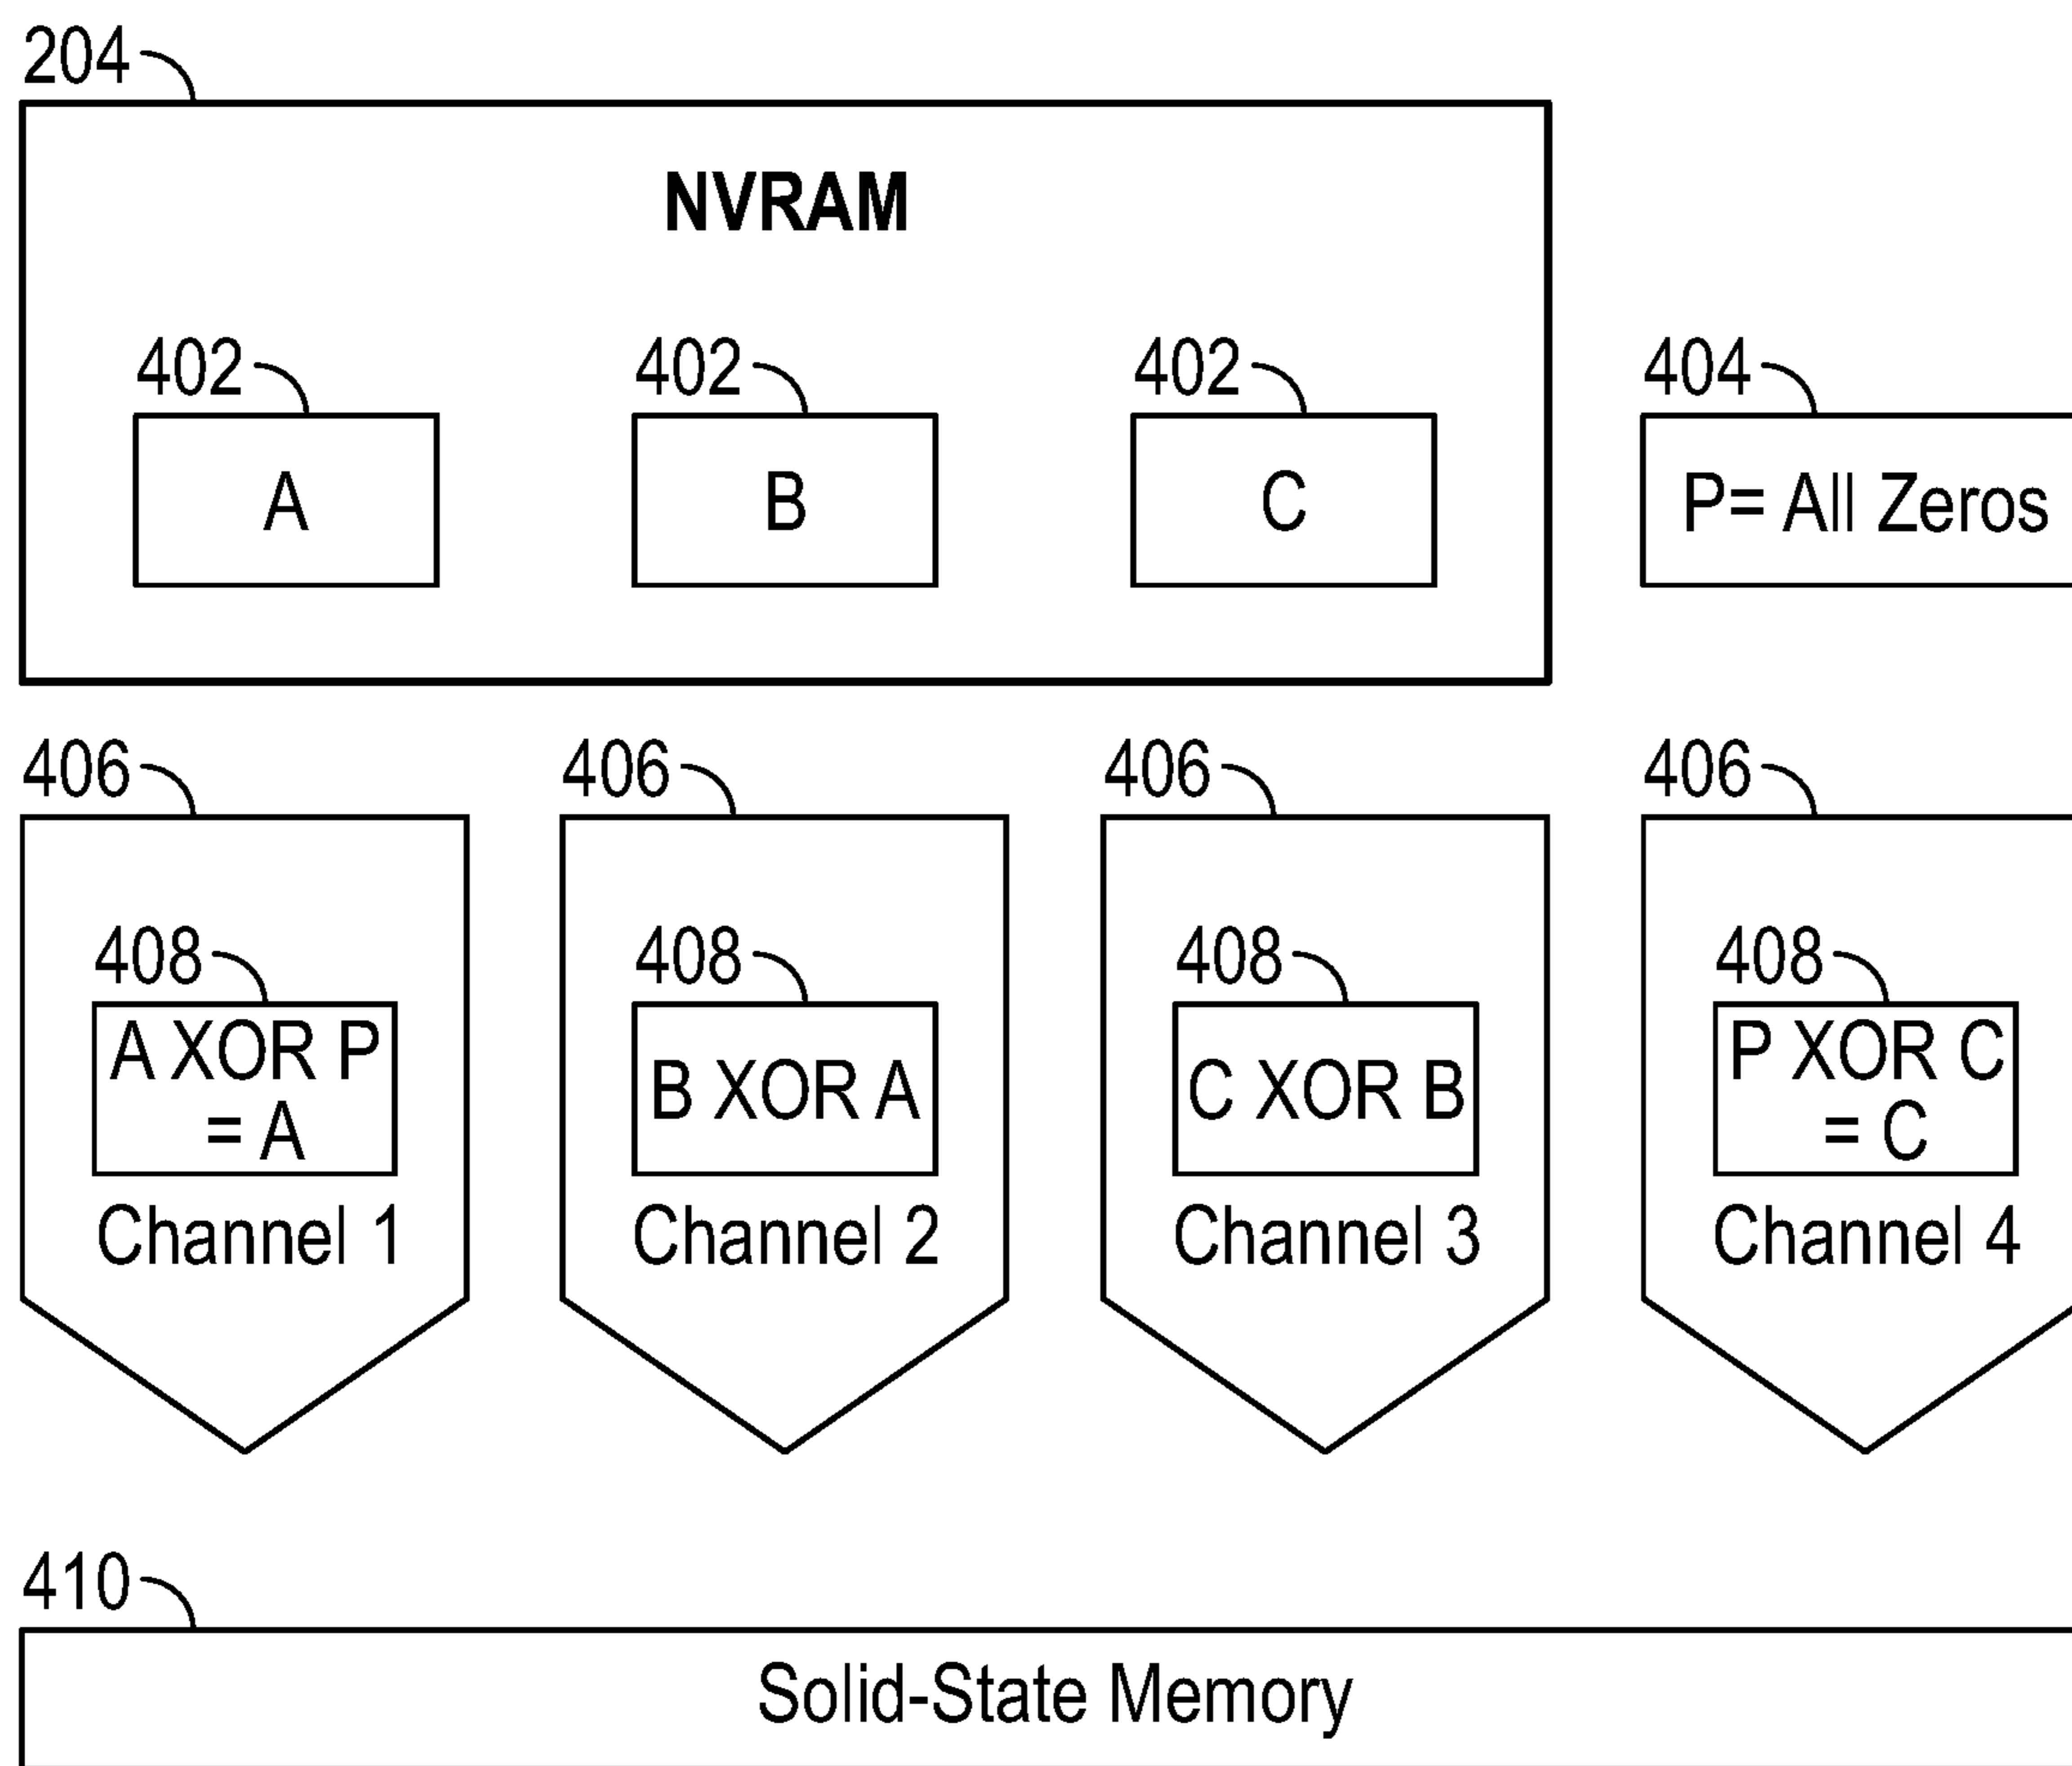 204
NVRAM
402 402 402 404
A B C P= All Zeros
406 406 406 406
408 408 408 408
A XOR P
= A
B XOR A
C XOR B
P XOR C
= C
Channel 1 Channel 2 Channel 3 Channel 4
410
Solid-State Memory